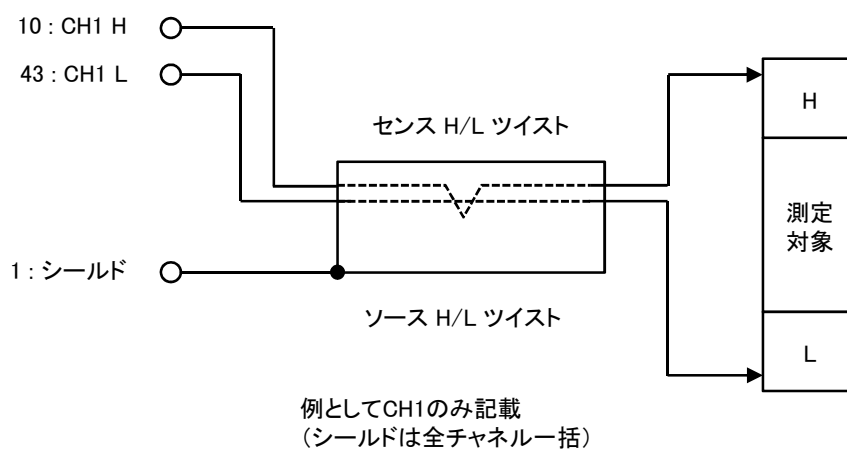 10 : CH1 H
43 : CH1 L
センス H/L ツイスト
H
測定
対象
1 : シールド
ソース H/L ツイスト
L
例としてCH1のみ記載
(シールドは全チャネル一括)